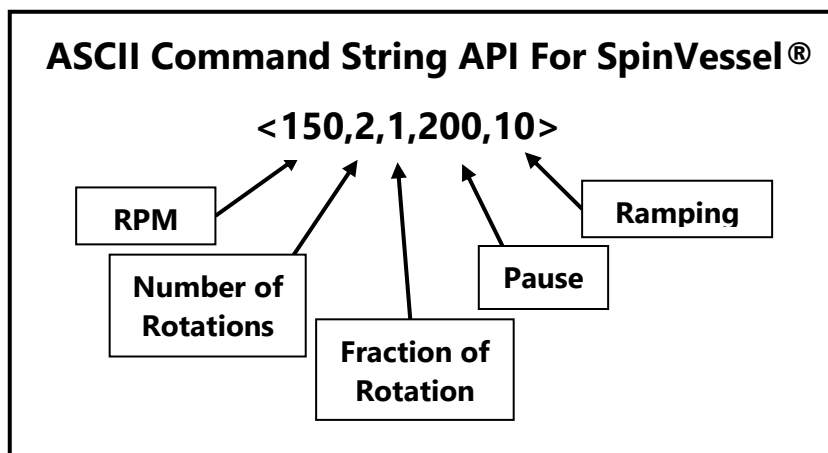 ASCII Command String API For SpinVessel®
<150,2,1,200,10>
RPM
Ramping
Number of
Rotations
Pause
Fraction of
Rotation